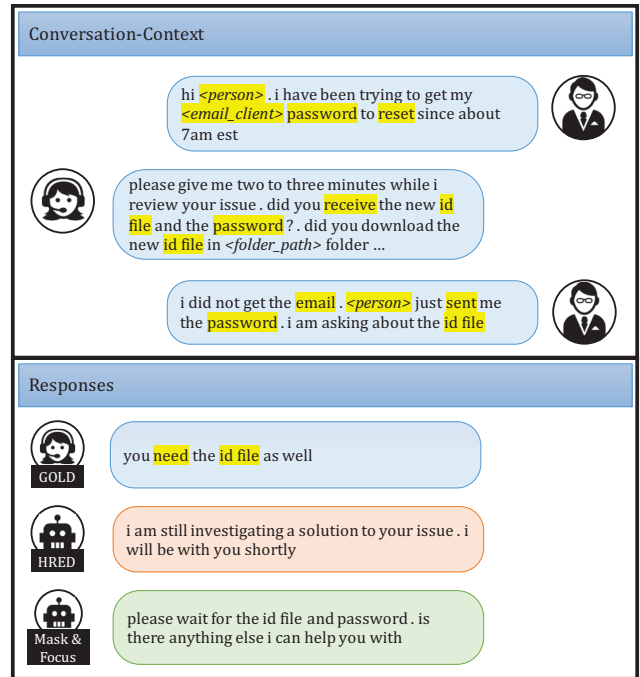 Conversation-Context
hi <person> . i have been trying to get my
<email_client> password to reset since about
7am est
please give me two to three minutes while i
review your issue . did you receive the new id
file and the password ? . did you download the
new id file in <folder_path> folder ...
i did not get the email . <person> just sent me
the password . i am asking about the id file
Responses
GOLD
you need the id file as well
HRED
i am still investigating a solution to your issue . i
will be with you shortly
Mask &
Focus
please wait for the id file and password . is
there anything else i can help you with